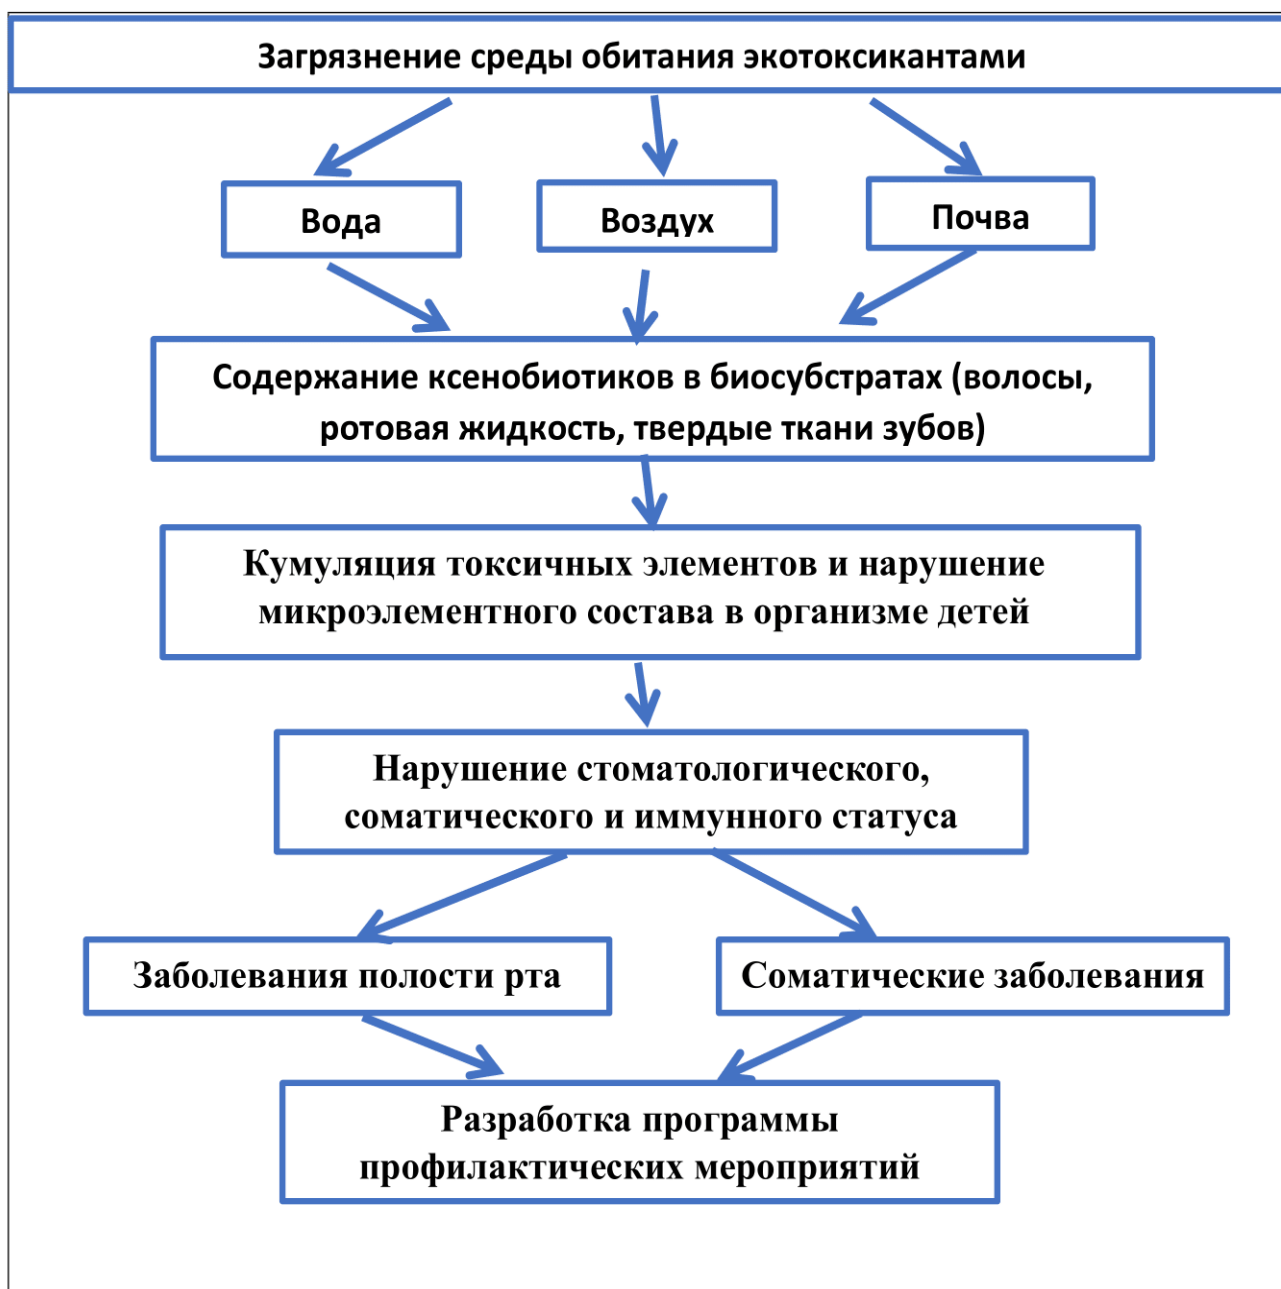 Загрязнение среды обитания экотоксикантами
Вода
Воздух
Почва
Содержание ксенобиотиков в биосубстратах (волосы,
ротовая жидкость, твердые ткани зубов)
Кумуляция токсичных элементов и нарушение
микроэлементного состава в организме детей
Нарушение стоматологического,
соматического и иммунного статуса
Заболевания полости рта
Соматические заболевания
Разработка программы
профилактических мероприятий